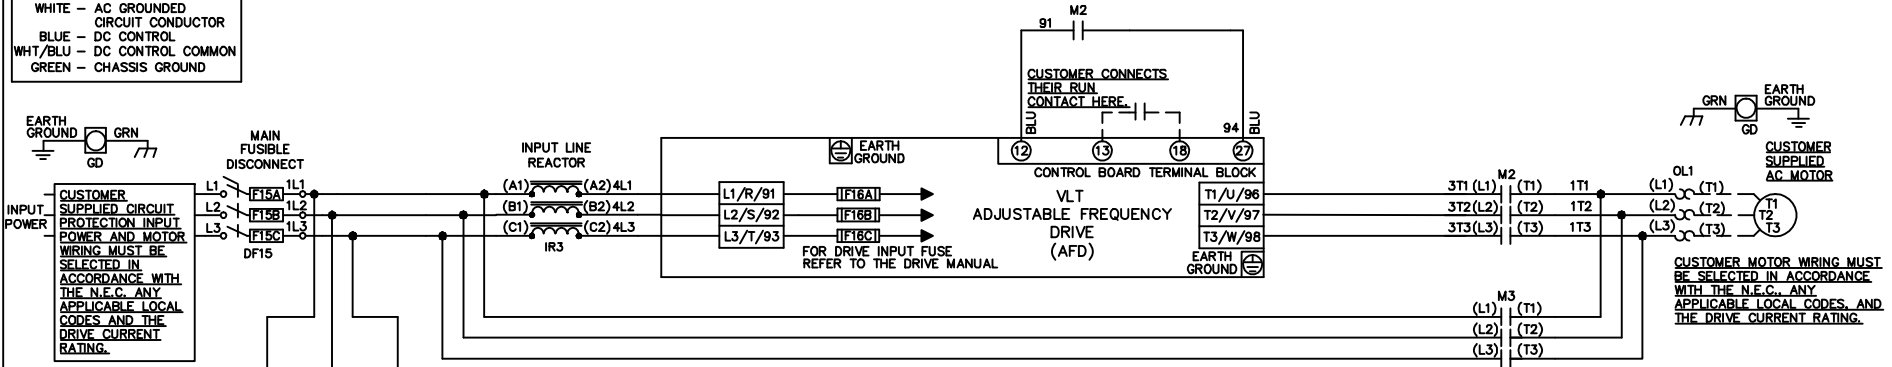 WHITE – AC GROUNDED
CIRCUIT CONDUCTOR
BLUE – DC CONTROL
WHT/BLU – DC CONTROL COMMON
GREEN – CHASSIS GROUND
EARTH
GROUND
GRN
GD
INPUT
POWER
CUSTOMER
SUPPLIED CIRCUIT
PROTECTION INPUT
POWER AND MOTOR
WIRING MUST BE
SELECTED IN
ACCORDANCE WITH
THE N.E.C. ANY
APPLICABLE LOCAL
CODES AND THE
DRIVE CURRENT
RATING.
MAIN
FUSIBLE
DISCONNECT
L1 F15A 1L1
L2 F15B 1L2
L3 F15C 1L3
DF15
INPUT LINE
REACTOR
(A1) (A2) 4L1
(B1) (B2) 4L2
(C1) (C2) 4L3
IR3
L1/R/91
L2/S/92
L3/T/93
F16A
F16B
F16C
FOR DRIVE INPUT FUSE
REFER TO THE DRIVE MANUAL
EARTH
GROUND
M2
91
CUSTOMER CONNECTS
THEIR RUN
CONTACT HERE.
BLU
94 BLU
12 13 18 27
CONTROL BOARD TERMINAL BLOCK
VLT
ADJUSTABLE FREQUENCY
DRIVE
(AFD)
T1/U/96
T2/V/97
T3/W/98
EARTH
GROUND
M2
3T1 (L1) (T1) 1T1
3T2 (L2) (T2) 1T2
3T3 (L3) (T3) 1T3
M3
(L1) (T1)
(L2) (T2)
(L3) (T3)
OL1
(L1) (T1)
(L2) (T2)
(L3) (T3)
T1
T2
T3
GRN
GD
EARTH
GROUND
CUSTOMER
SUPPLIED
AC MOTOR
CUSTOMER MOTOR WIRING MUST
BE SELECTED IN ACCORDANCE
WITH THE N.E.C., ANY
APPLICABLE LOCAL CODES, AND
THE DRIVE CURRENT RATING.